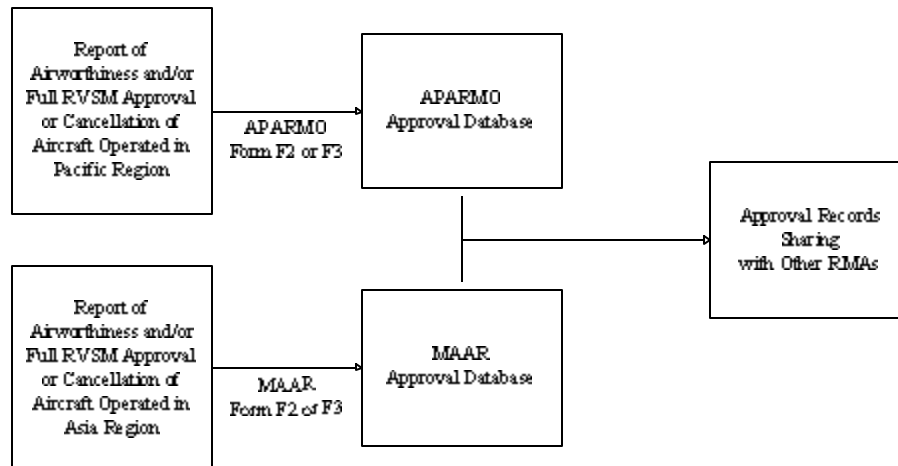 Report of
Airworthiness and/or
Full RVSM Approval
or Cancellation of
Aircraft Operated in
Pacific Region
APARMO
Form F2 or F3
APARMO
Approval Database
Approval Records
Sharing
with Other RMAs
Report of
Airworthiness and/or
Full RVSM Approval
or Cancellation of
Aircraft Operated in
Asia Region
MAAR
Form F2 or F3
MAAR
Approval Database